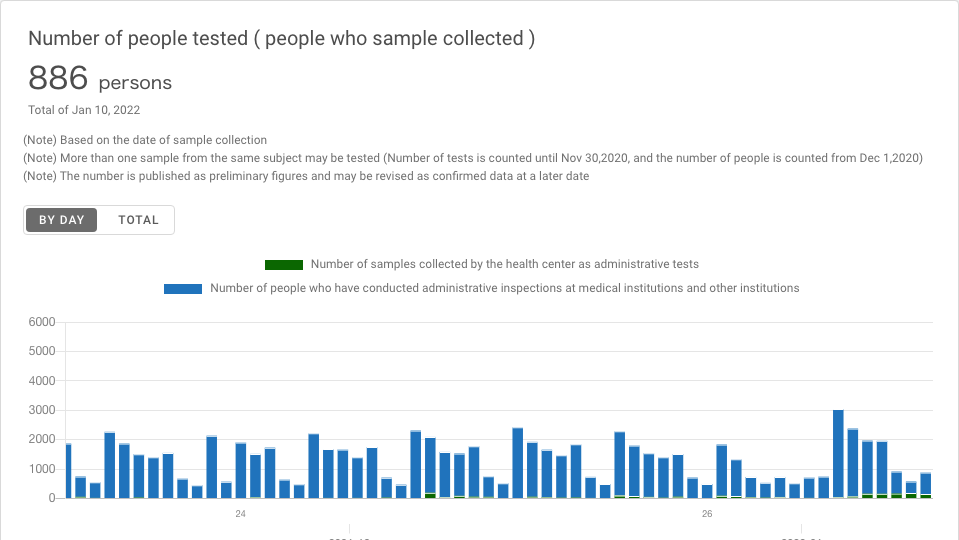 Number of people tested ( people who sample collected )
886 persons
Total of Jan 10, 2022
(Note) Based on the date of sample collection
(Note) More than one sample from the same subject may be tested (Number of tests is counted until Nov 30,2020, and the number of people is counted from Dec 1,2020)
(Note) The number is published as preliminary figures and may be revised as confirmed data at a later date
BY DAY TOTAL
Number of samples collected by the health center as administrative tests
Number of people who have conducted administrative inspections at medical institutions and other institutions
6000
5000
4000
3000
2000
1000
0
24 26